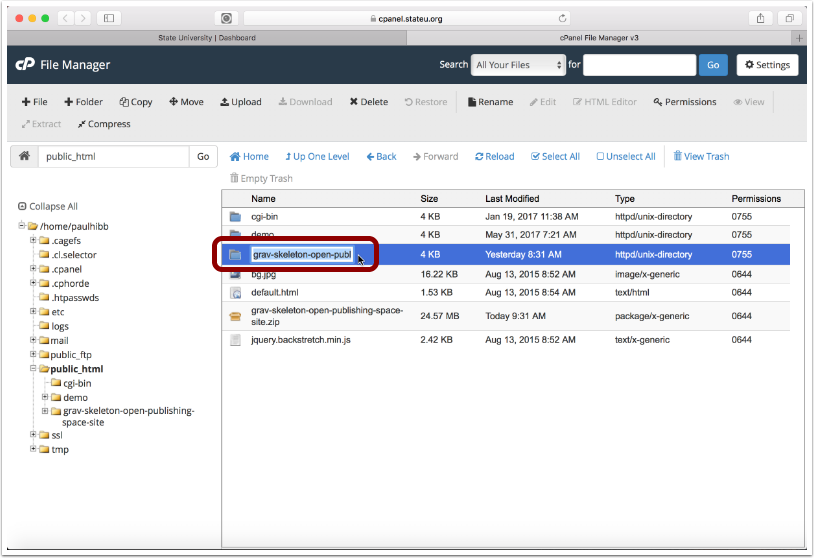 cpanel.stateu.org
State University | Dashboard
cPanel File Manager v3
cP File Manager
Search All Your Files for Go Settings
File Folder Copy Move Upload Download Delete Restore Rename Edit HTML Editor Permissions View
Extract Compress
public_html Go Home Up One Level Back Forward Reload Select All Unselect All View Trash
Empty Trash
Collapse All
/home/paulhibb
.cagefs
.cl.selector
.cpanel
.cphorde
.htpasswds
etc
logs
mail
public_ftp
public_html
cgi-bin
demo
grav-skeleton-open-publishing-
space-site
ssl
tmp
Name Size Last Modified Type Permissions
cgi-bin 4 KB Jan 19, 2017 11:38 AM httpd/unix-directory 0755
demo 4 KB May 31, 2017 7:21 AM httpd/unix-directory 0755
grav-skeleton-open-publ 4 KB Yesterday 8:31 AM httpd/unix-directory 0755
bg.jpg 16.22 KB Aug 13, 2015 8:52 AM image/x-generic 0644
default.html 1.53 KB Aug 13, 2015 8:54 AM text/html 0644
grav-skeleton-open-publishing-space-
site.zip 24.57 MB Today 9:31 AM package/x-generic 0644
jquery.backstretch.min.js 2.42 KB Aug 13, 2015 8:52 AM text/x-generic 0644